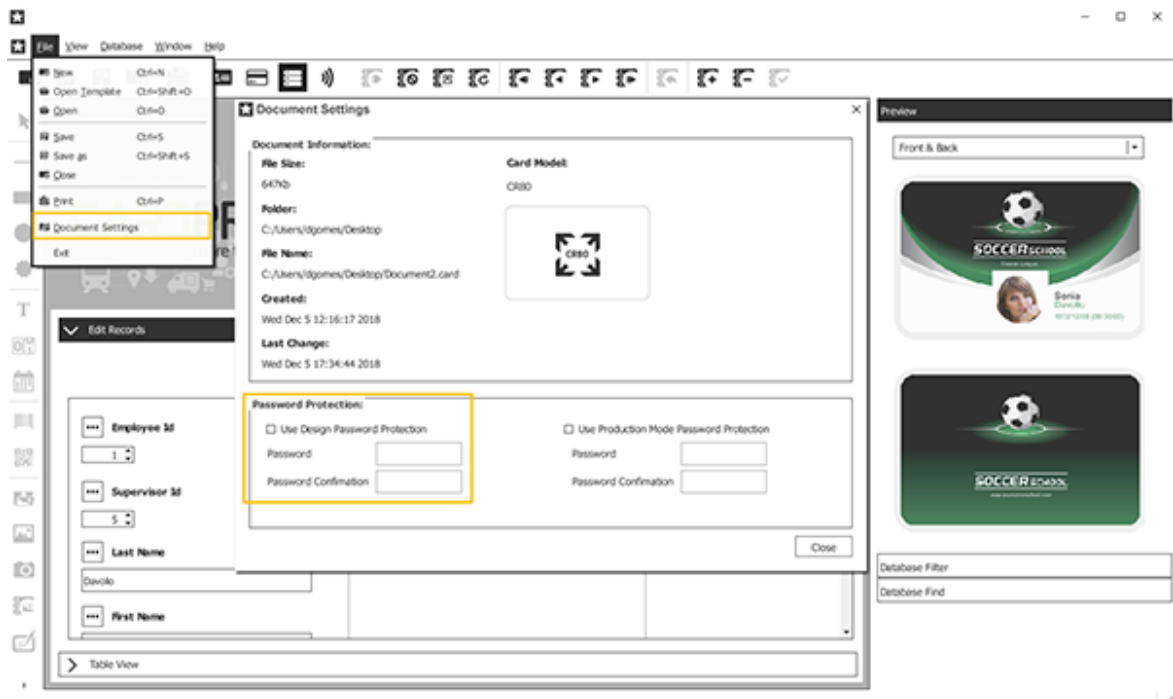 File View Database Window Help
New Ctrl+N
Open Template Ctrl+Shift+O
Open Ctrl+O
Save Ctrl+S
Save as Ctrl+Shift+S
Close
Print Ctrl+P
Document Settings
Exit
Document Settings
Document Information:
File Size:
647Kb
Folder:
C:/Users/dgomes/Desktop
File Name:
C:/Users/dgomes/Desktop/Document2.card
Created:
Wed Dec 5 12:16:17 2018
Last Change:
Wed Dec 5 17:34:44 2018
Card Model:
CR80
CR80
Password Protection:
Use Design Password Protection
Password
Password Confimation
Use Production Mode Password Protection
Password
Password Confimation
Close
Edit Records
Employee Id
1
Supervisor Id
5
Last Name
Davolio
First Name
Table View
Preview
Front & Back
SOCCER SCHOOL
Sonia
SOCCER SCHOOL
Database Filter
Database Find